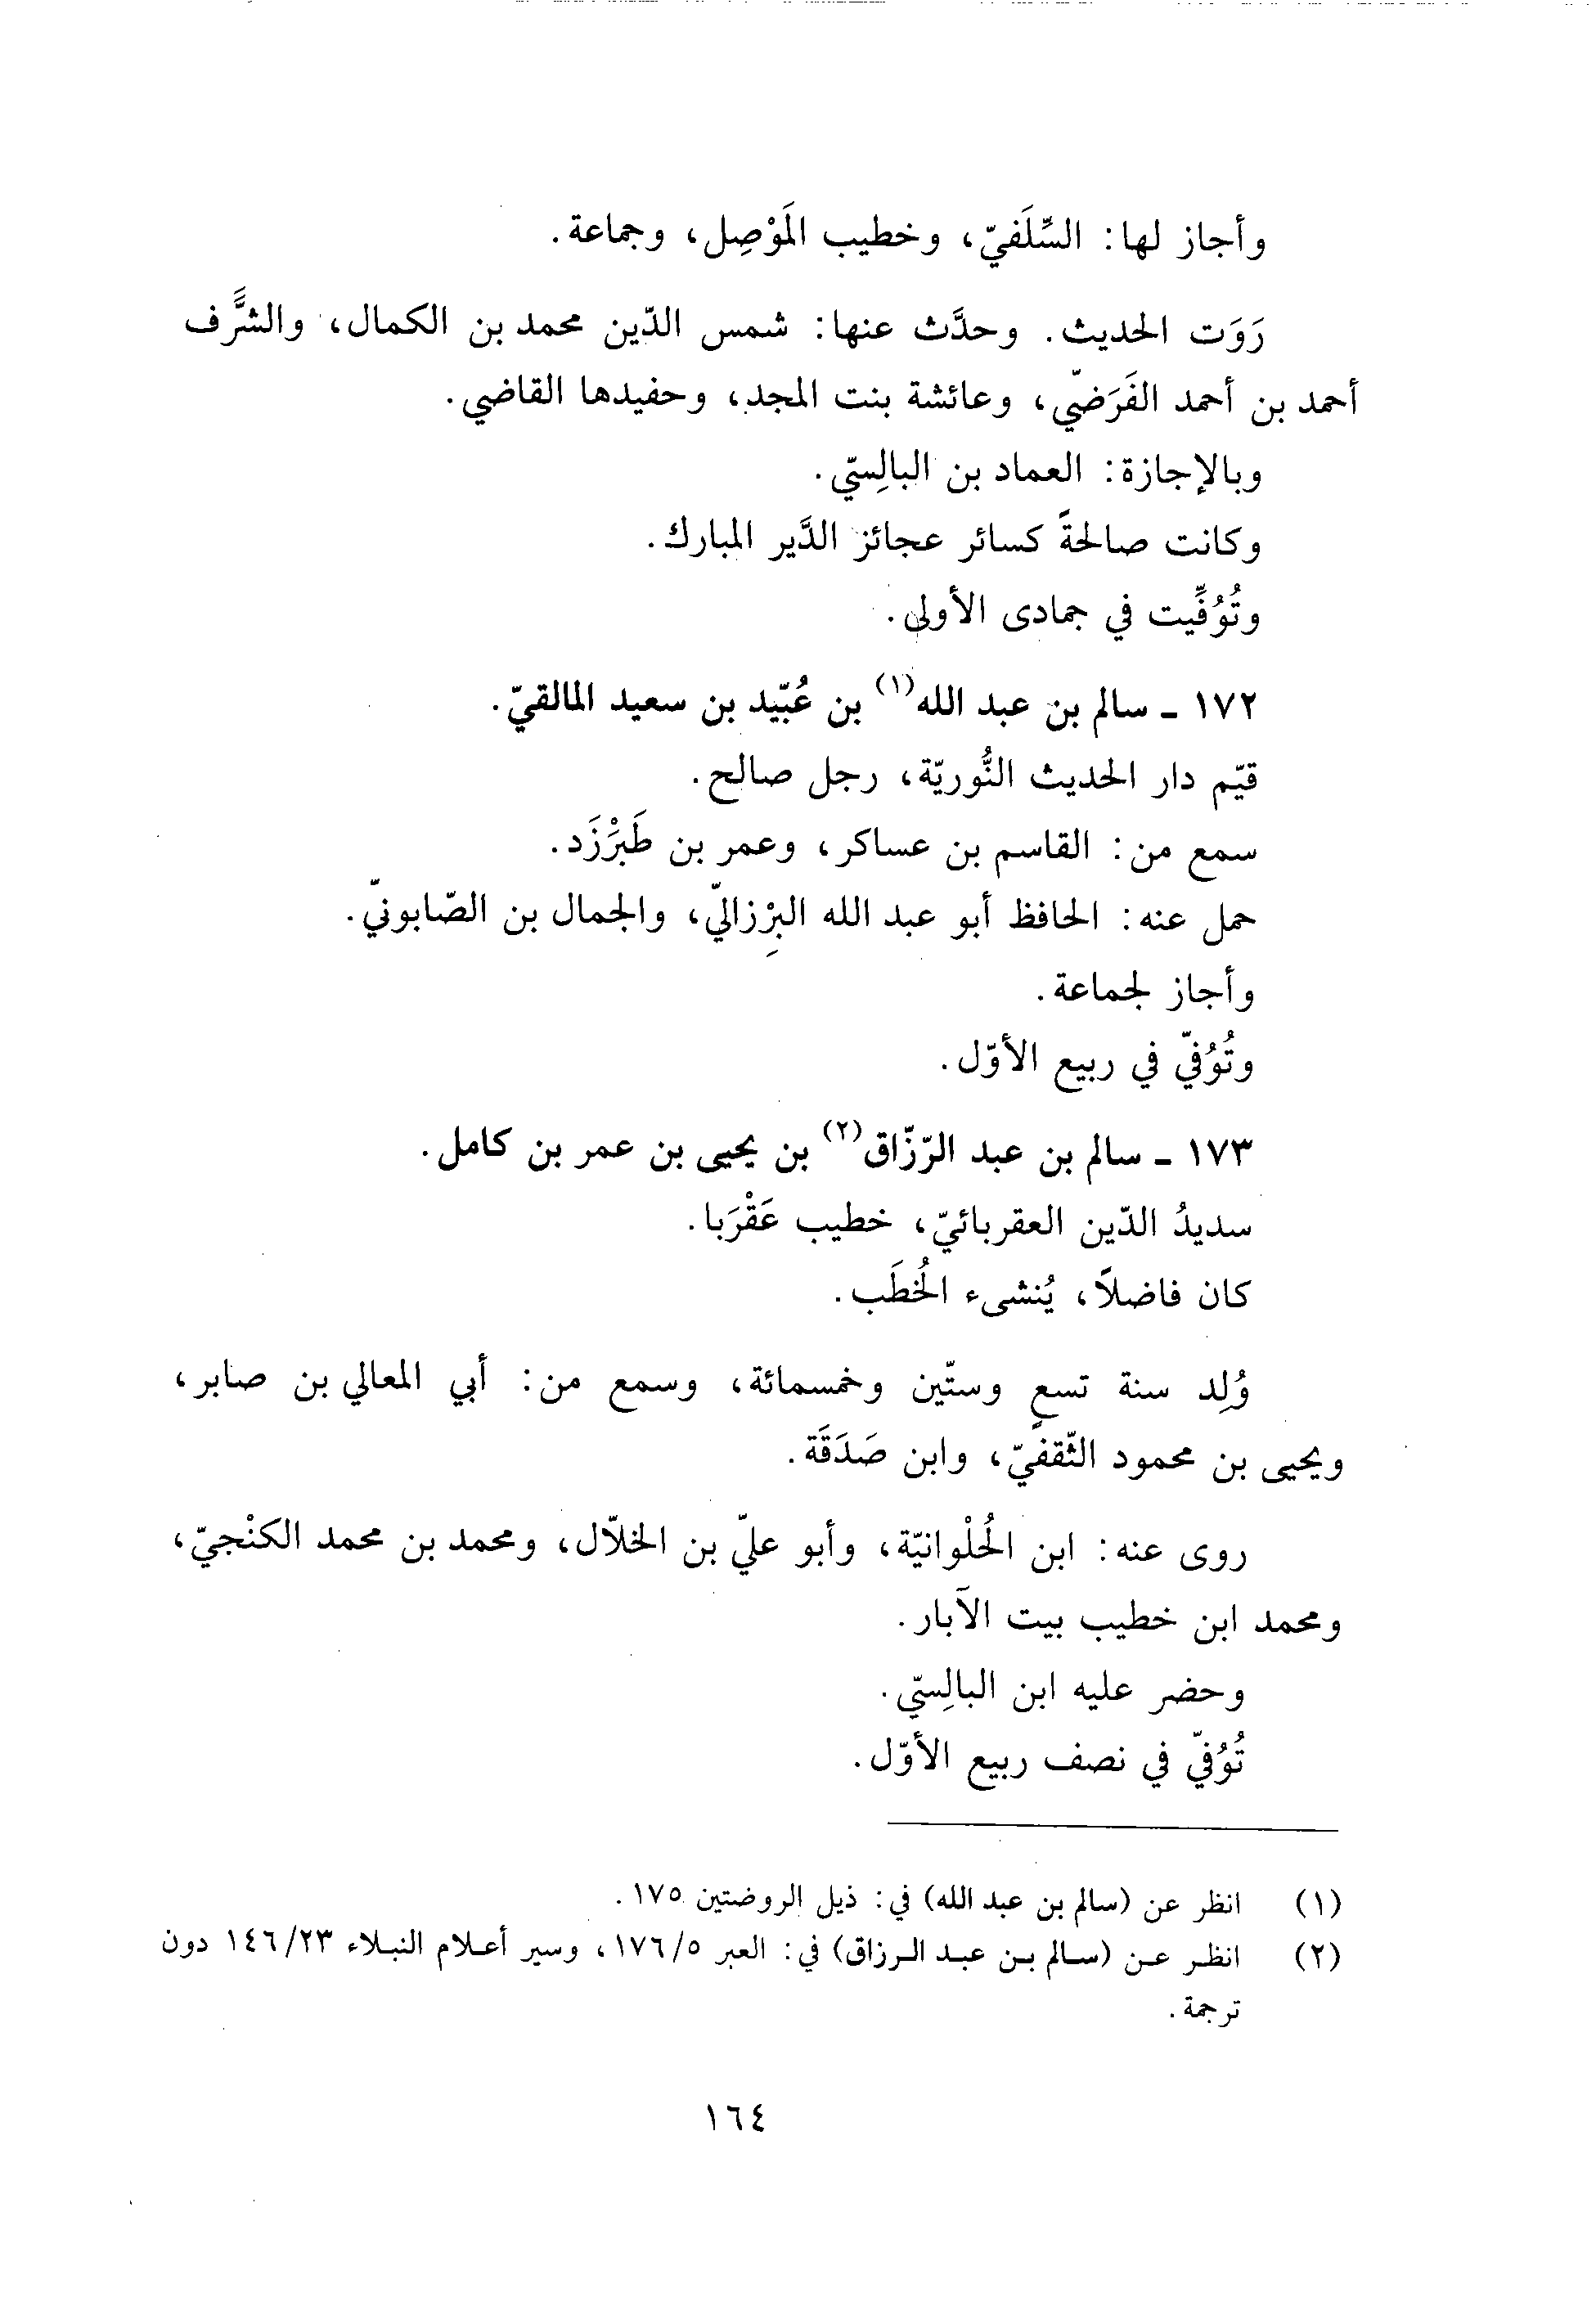 وأجاز لها: السِّلَفيّ، وخطيب المَوْصِل، وجماعة.
رَوَت الحديث. وحدَّث عنها: شمس الدّين محمد بن الكمال، والشَّرَف
أحمد بن أحمد الفَرَضيّ، وعائشة بنت المجد، وحفيدها القاضي.
وبالإجازة: العماد بن البالِسيّ.
وكانت صالحةً كسائر عجائز الدَّير المبارك.
وتُوُفِّيت في جمادى الأولى.
١٧٢ - سالم بن عبد الله(١) بن عُبّيد بن سعيد المالقيّ.
قيّم دار الحديث النُّوريّة، رجل صالح.
سمع من: القاسم بن عساكر، وعمر بن طَبَرْزَد.
حمل عنه: الحافظ أبو عبد الله البِرْزاليّ، والجمال بن الصّابونيّ.
وأجاز لجماعة.
وتُوُفيّ في ربيع الأوّل.
١٧٣ - سالم بن عبد الرّزّاق(٢) بن يحيى بن عمر بن كامل.
سديدُ الدّين العقربائيّ، خطيب عَقْرَبا.
كان فاضلاً، يُنشىء الخُطَب.
وُلِد سنة تسعٍ وستّين وخمسمائة، وسمع من: أبي المعالي بن صابر،
ويحيى بن محمود الثّقفيّ، وابن صَدَقَة.
روى عنه: ابن الحُلْوانيّة، وأبو عليّ بن الخلاّل، ومحمد بن محمد الكنْجيّ،
ومحمد ابن خطيب بيت الآبار.
وحضر عليه ابن البالِسيّ.
تُوُفيّ في نصف ربيع الأوّل.
(١) انظر عن (سالم بن عبد الله) في: ذيل الروضتين ١٧٥.
(٢) انظر عن (سالم بن عبد الرزاق) في: العبر ١٧٦/٥، وسير أعلام النبلاء ١٤٦/٢٣ دون
ترجمة.
١٦٤